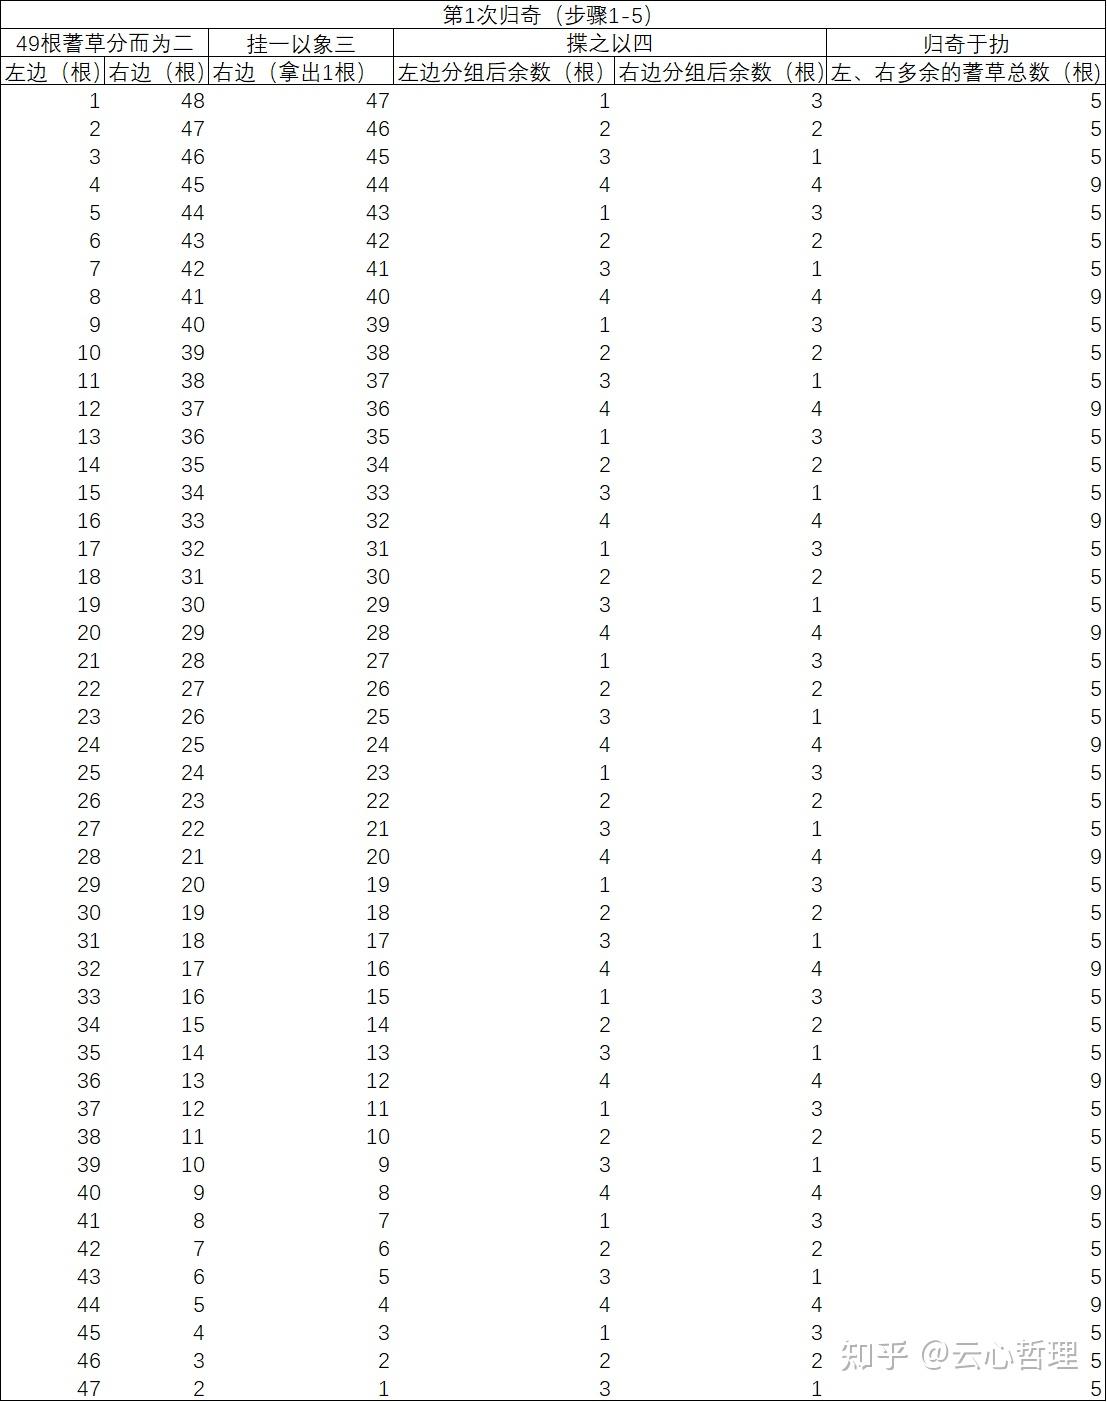 第1次归奇（步骤1-5）
49根蓍草分而为二 挂一以象三 揲之以四 归奇于扐
左边（根） 右边（根） 右边（拿出1根） 左边分组后余数（根） 右边分组后余数（根） 左、右多余的蓍草总数（根）
1 48 47 1 3 5
2 47 46 2 2 5
3 46 45 3 1 5
4 45 44 4 4 9
5 44 43 1 3 5
6 43 42 2 2 5
7 42 41 3 1 5
8 41 40 4 4 9
9 40 39 1 3 5
10 39 38 2 2 5
11 38 37 3 1 5
12 37 36 4 4 9
13 36 35 1 3 5
14 35 34 2 2 5
15 34 33 3 1 5
16 33 32 4 4 9
17 32 31 1 3 5
18 31 30 2 2 5
19 30 29 3 1 5
20 29 28 4 4 9
21 28 27 1 3 5
22 27 26 2 2 5
23 26 25 3 1 5
24 25 24 4 4 9
25 24 23 1 3 5
26 23 22 2 2 5
27 22 21 3 1 5
28 21 20 4 4 9
29 20 19 1 3 5
30 19 18 2 2 5
31 18 17 3 1 5
32 17 16 4 4 9
33 16 15 1 3 5
34 15 14 2 2 5
35 14 13 3 1 5
36 13 12 4 4 9
37 12 11 1 3 5
38 11 10 2 2 5
39 10 9 3 1 5
40 9 8 4 4 9
41 8 7 1 3 5
42 7 6 2 2 5
43 6 5 3 1 5
44 5 4 4 4 9
45 4 3 1 3 5
46 3 2 2 2 5
47 2 1 3 1 5
知乎 @云心哲理